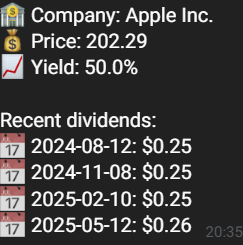 🏦 Company: Apple Inc.
💰 Price: 202.29
📈 Yield: 50.0%
Recent dividends:
📅 2024-08-12: $0.25
📅 2024-11-08: $0.25
📅 2025-02-10: $0.25
📅 2025-05-12: $0.26
20:35